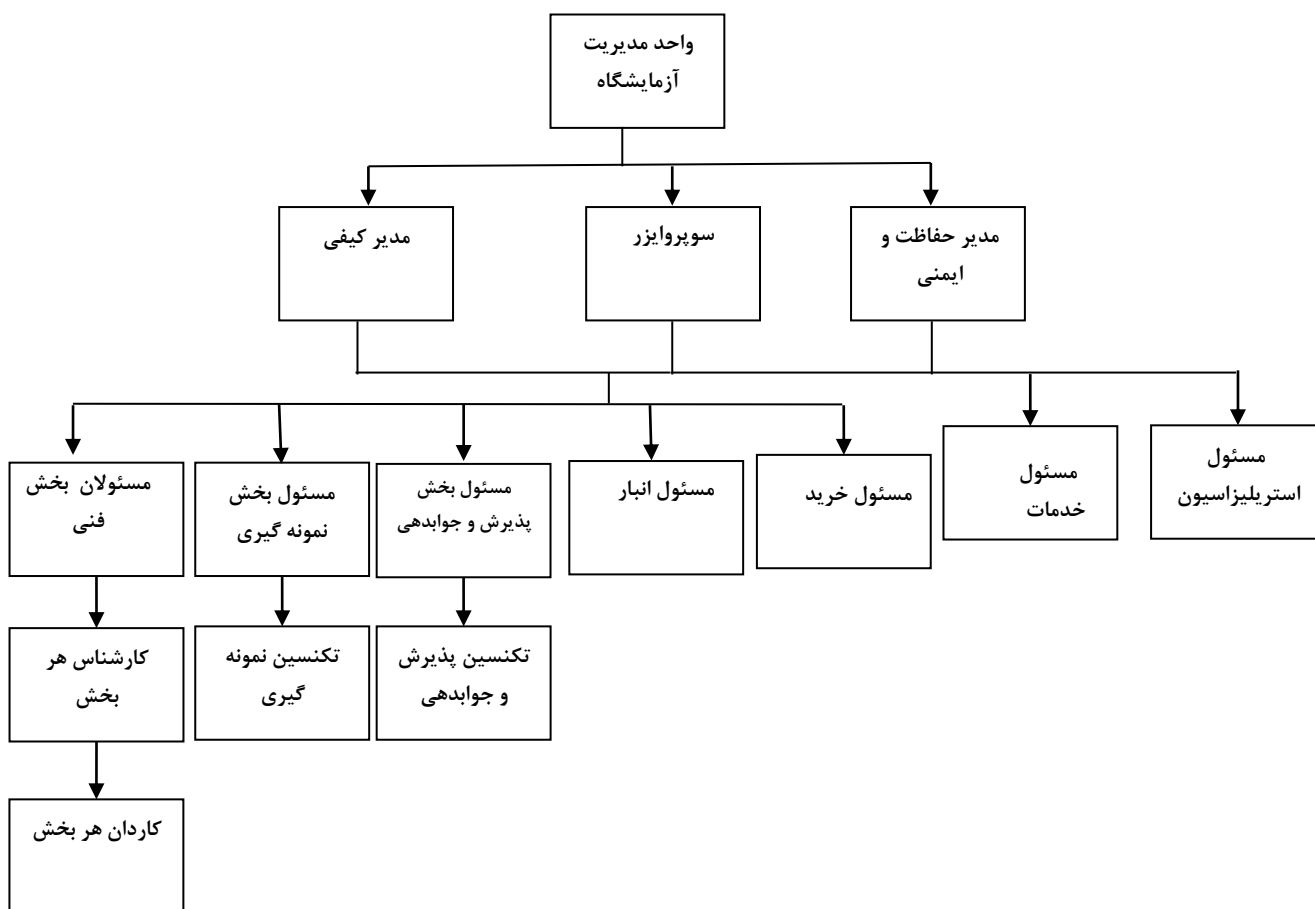 واحد مدیریت
آزمایشگاه
مدیر حفاظت و
ایمنی
سوپروایزر
مدیر کیفی
مسئول
استریلیزاسیون
مسئول
خدمات
مسئول خرید
مسئول انبار
مسئول بخش
پذیرش و جوابدهی
مسئول بخش
نمونه گیری
مسئولان بخش
فنی
تکنسین پذیرش
و جوابدهی
تکنسین نمونه
گیری
کارشناس هر
بخش
کاردان هر بخش